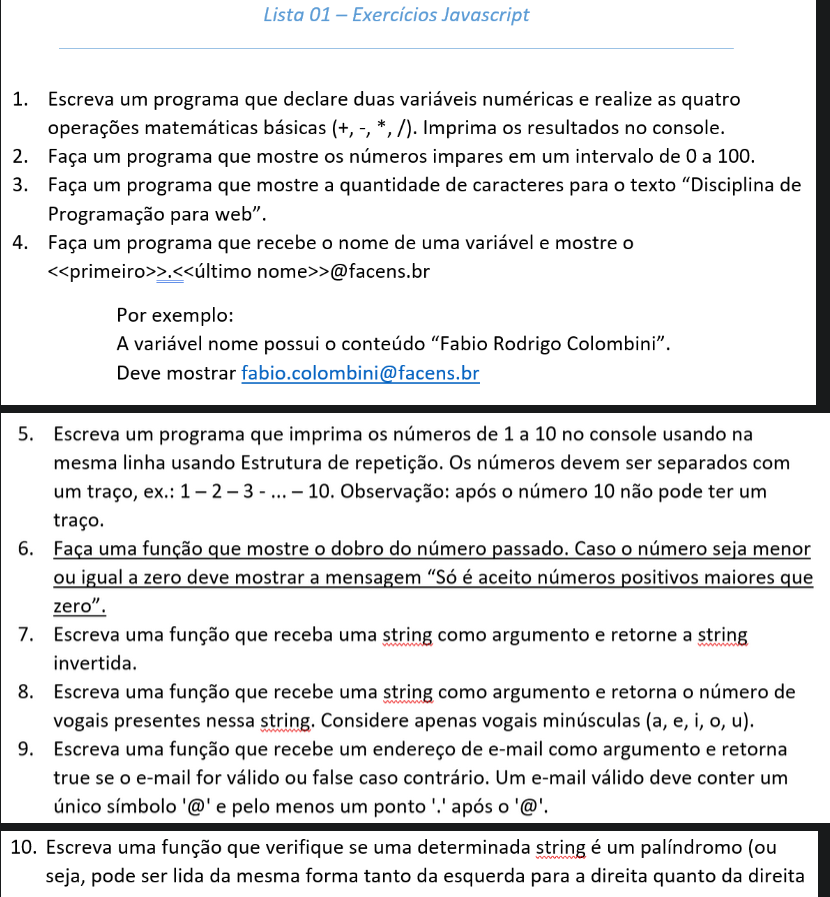 Lista 01 – Exercícios Javascript
1. Escreva um programa que declare duas variáveis numéricas e realize as quatro
operações matemáticas básicas (+, -, *, /). Imprima os resultados no console.
2. Faça um programa que mostre os números impares em um intervalo de 0 a 100.
3. Faça um programa que mostre a quantidade de caracteres para o texto “Disciplina de
Programação para web”.
4. Faça um programa que recebe o nome de uma variável e mostre o
<<primeiro>>.<<último nome>>@facens.br
Por exemplo:
A variável nome possui o conteúdo “Fabio Rodrigo Colombini”.
Deve mostrar fabio.colombini@facens.br
5. Escreva um programa que imprima os números de 1 a 10 no console usando na
mesma linha usando Estrutura de repetição. Os números devem ser separados com
um traço, ex.: 1 – 2 – 3 - ... – 10. Observação: após o número 10 não pode ter um
traço.
6. Faça uma função que mostre o dobro do número passado. Caso o número seja menor
ou igual a zero deve mostrar a mensagem “Só é aceito números positivos maiores que
zero”.
7. Escreva uma função que receba uma string como argumento e retorne a string
invertida.
8. Escreva uma função que recebe uma string como argumento e retorna o número de
vogais presentes nessa string. Considere apenas vogais minúsculas (a, e, i, o, u).
9. Escreva uma função que recebe um endereço de e-mail como argumento e retorna
true se o e-mail for válido ou false caso contrário. Um e-mail válido deve conter um
único símbolo '@' e pelo menos um ponto '.' após o '@'.
10. Escreva uma função que verifique se uma determinada string é um palíndromo (ou
seja, pode ser lida da mesma forma tanto da esquerda para a direita quanto da direita